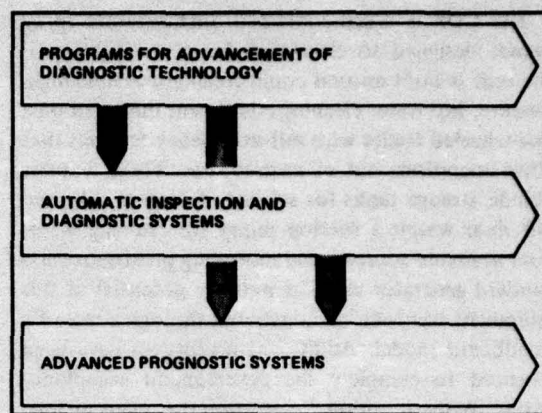 PROGRAMS FOR ADVANCEMENT OF
DIAGNOSTIC TECHNOLOGY
AUTOMATIC INSPECTION AND
DIAGNOSTIC SYSTEMS
ADVANCED PROGNOSTIC SYSTEMS